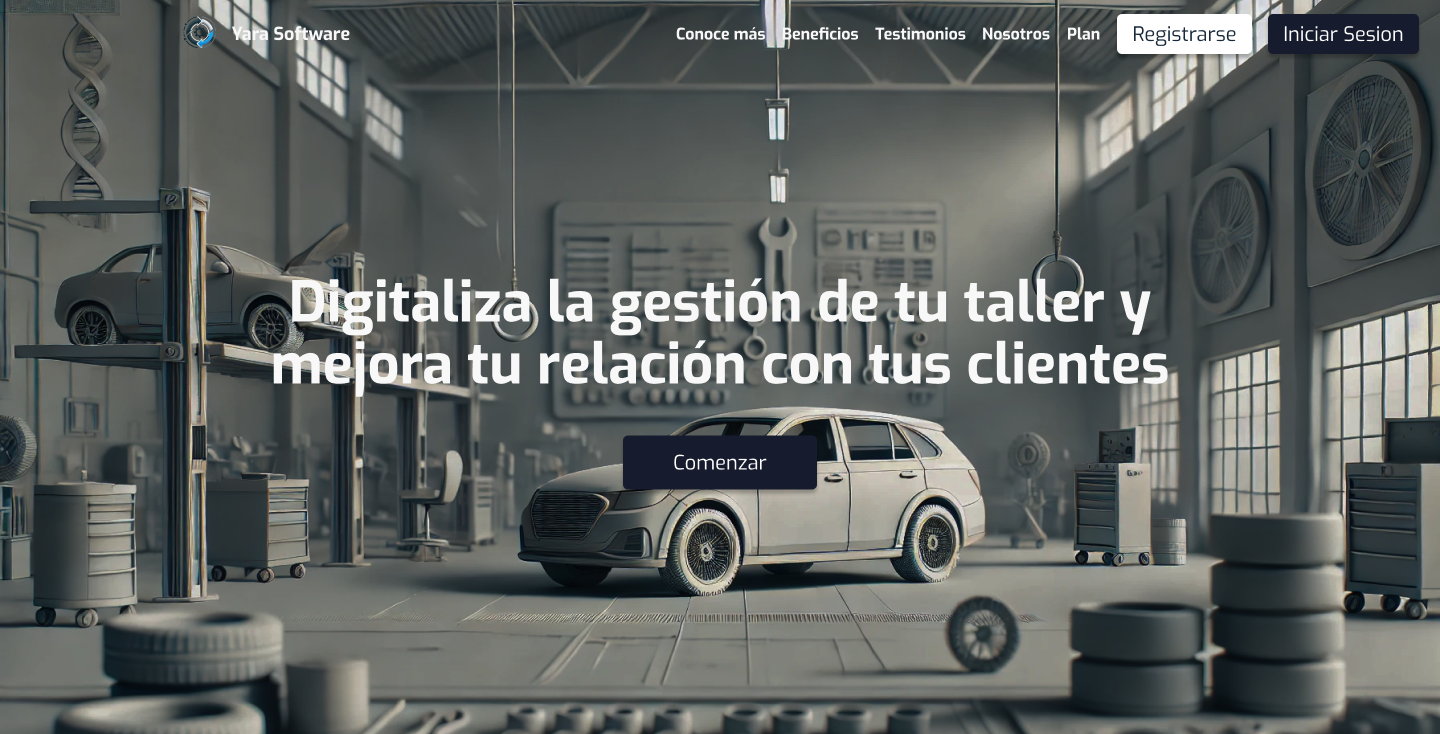 Yara Software
Conoce más Beneficios Testimonios Nosotros Plan Registrarse Iniciar Sesion
Digitaliza la gestión de tu taller y
mejora tu relación con tus clientes
Comenzar